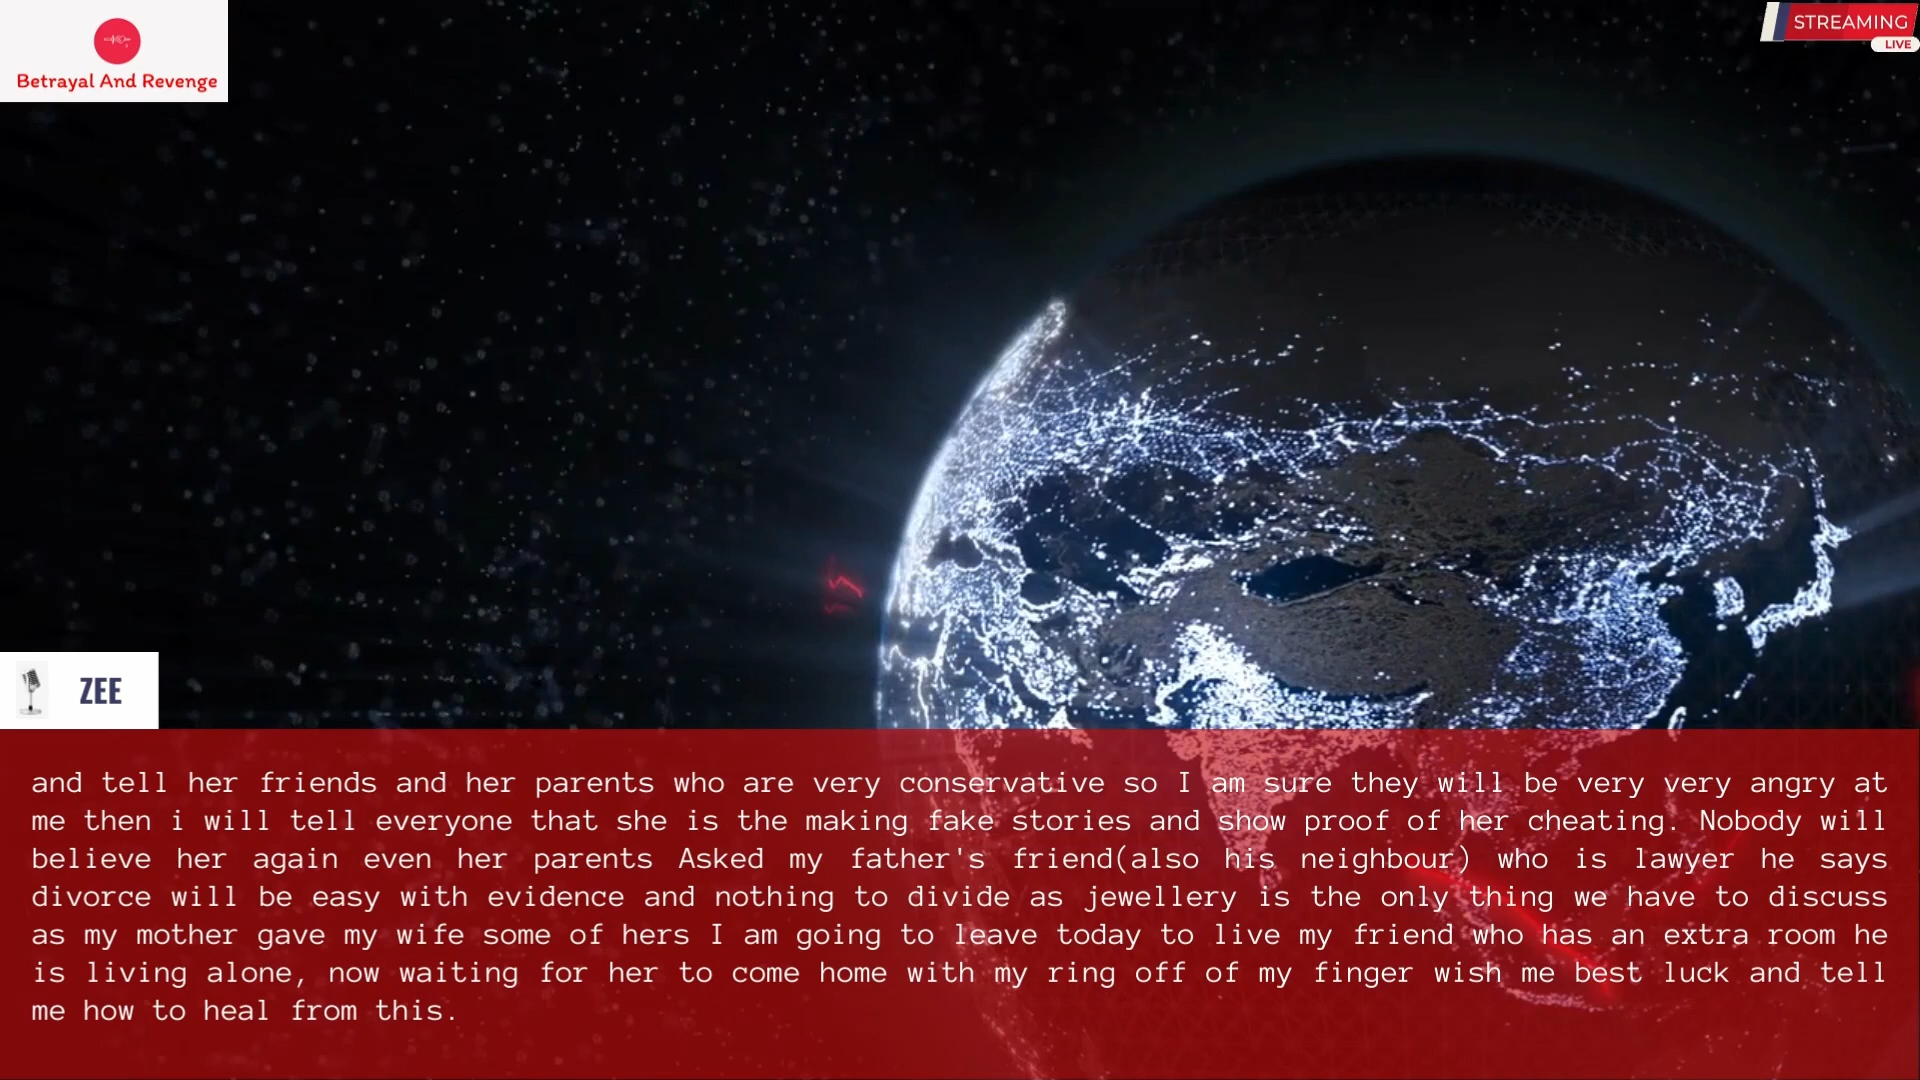 Betrayal And Revenge
STREAMING
LIVE
ZEE
and tell her friends and her parents who are very conservative so I am sure they will be very very angry at
me then i will tell everyone that she is the making fake stories and show proof of her cheating. Nobody will
believe her again even her parents Asked my father's friend(also his neighbour) who is lawyer he says
divorce will be easy with evidence and nothing to divide as jewellery is the only thing we have to discuss
as my mother gave my wife some of hers I am going to leave today to live my friend who has an extra room he
is living alone, now waiting for her to come home with my ring off of my finger wish me best luck and tell
me how to heal from this.